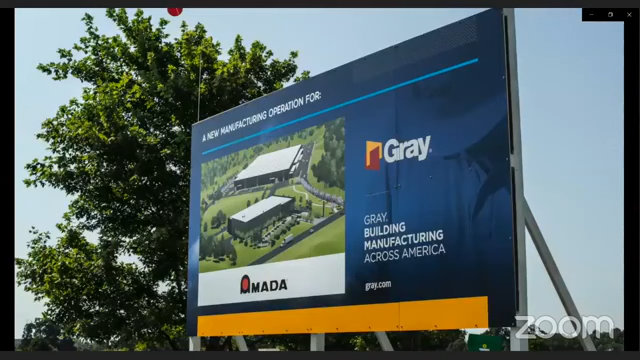 A NEW MANUFACTURING OPERATION FOR:
Gray
GRAY.
BUILDING
MANUFACTURING
ACROSS AMERICA
AMADA
gray.com
zoom